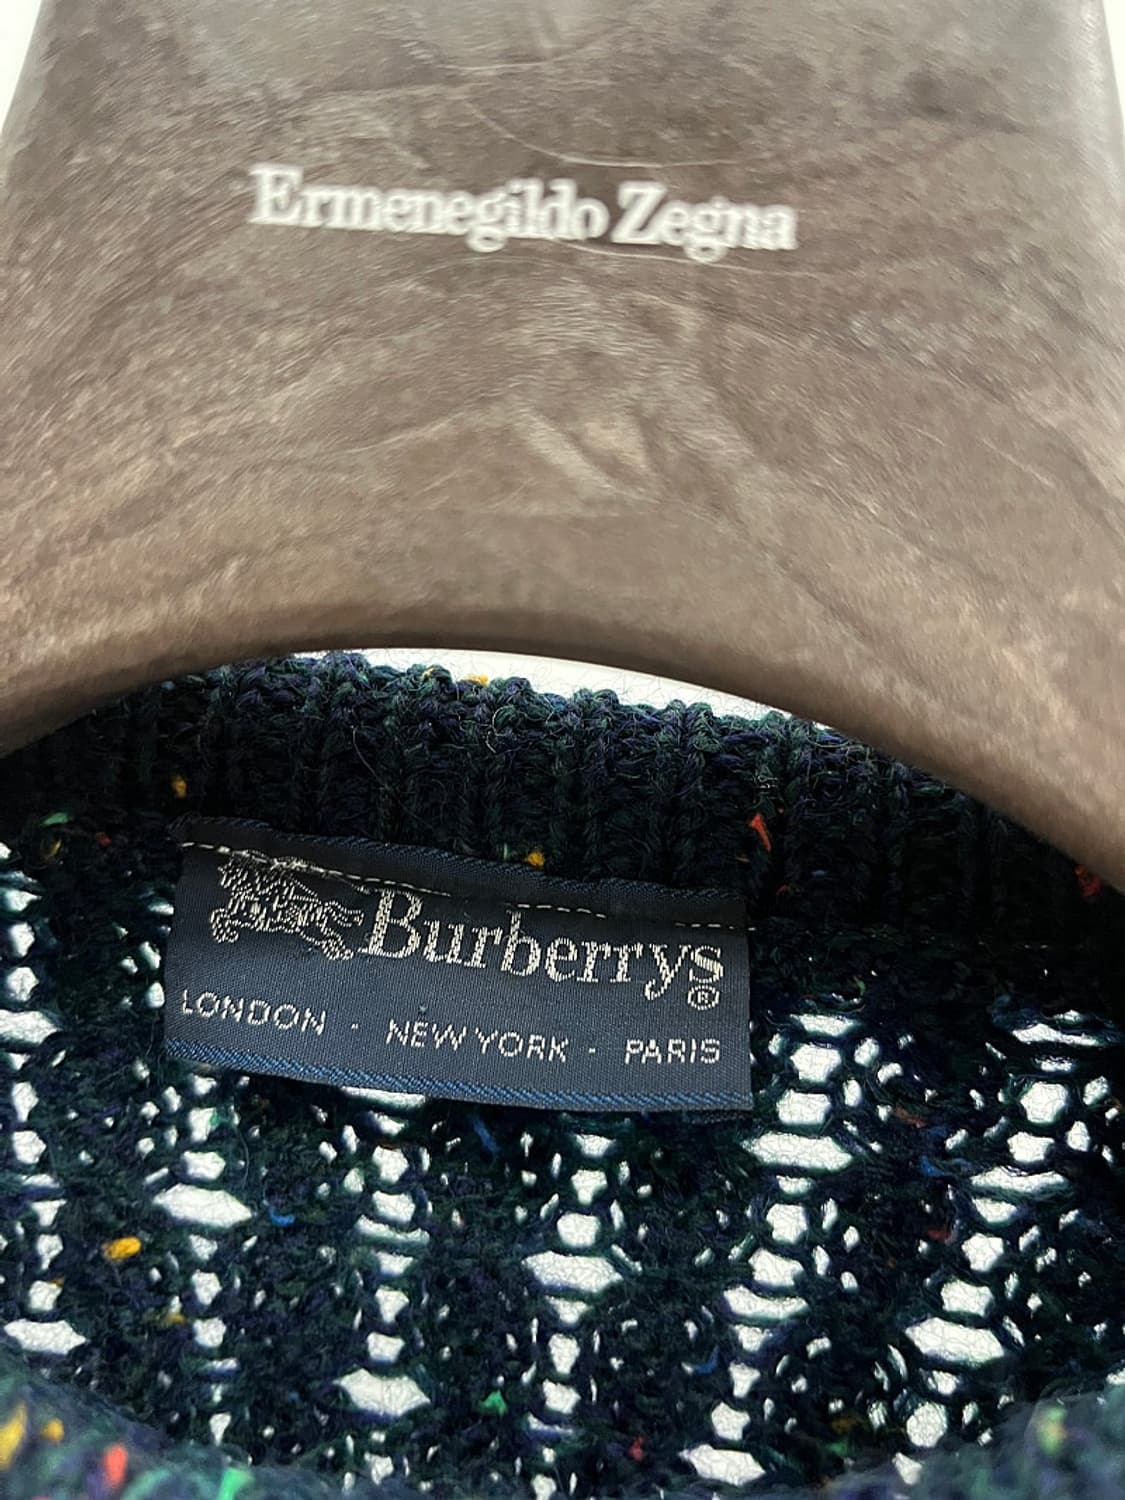 Ermenegildo Zegna
Burberrys®
LONDON · NEW YORK · PARIS